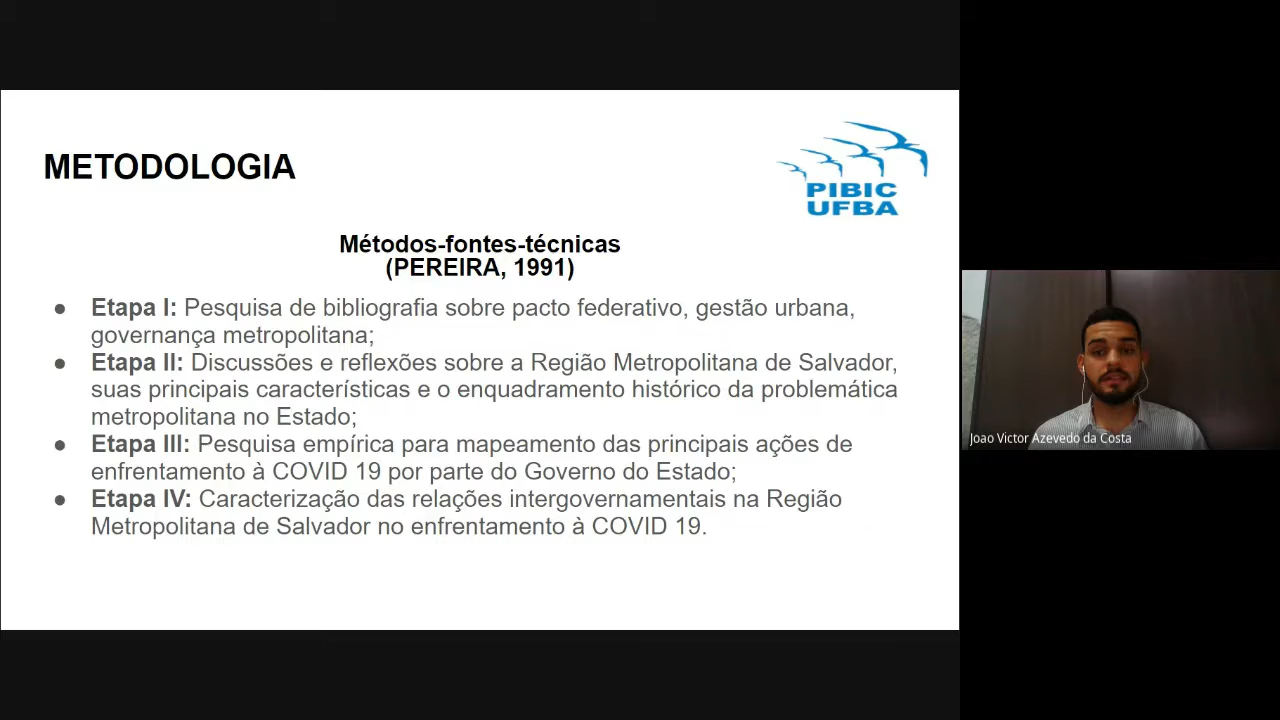 METODOLOGIA
PIBIC
UFBA
Métodos-fontes-técnicas
(PEREIRA, 1991)
● Etapa I: Pesquisa de bibliografia sobre pacto federativo, gestão urbana,
governança metropolitana;
● Etapa II: Discussões e reflexões sobre a Região Metropolitana de Salvador,
suas principais características e o enquadramento histórico da problemática
metropolitana no Estado;
● Etapa III: Pesquisa empírica para mapeamento das principais ações de
enfrentamento à COVID 19 por parte do Governo do Estado;
● Etapa IV: Caracterização das relações intergovernamentais na Região
Metropolitana de Salvador no enfrentamento à COVID 19.
Joao Victor Azevedo da Costa